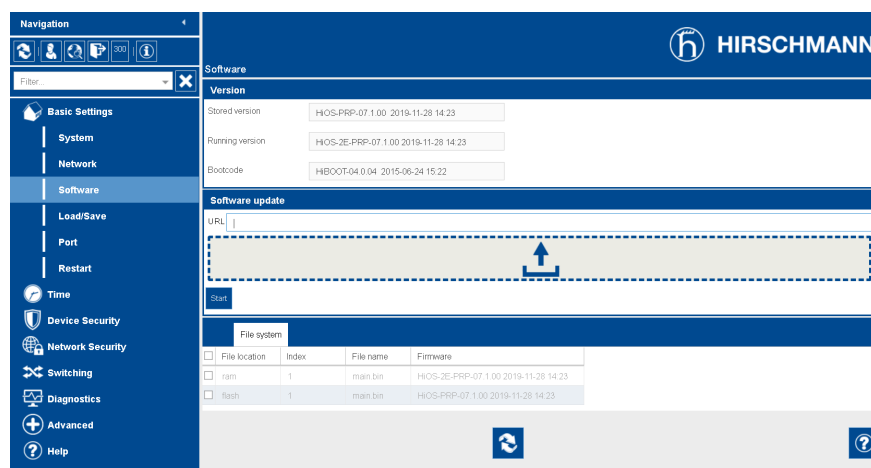 Navigation
300
HIRSCHMANN
Software
Filter...
Version
Basic Settings
Stored version
HiOS-PRP-07.1.00 2019-11-28 14:23
System
Running version
HiOS-2E-PRP-07.1.00 2019-11-28 14:23
Network
Bootcode
HiBOOT-04.0.04 2015-06-24 15:22
Software
Software update
Load/Save
URL
Port
Restart
Time
Start
Device Security
File system
Network Security
File location Index File name Firmware
Switching
ram 1 main.bin HiOS-2E-PRP-07.1.00 2019-11-28 14:23
Diagnostics
flash 1 main.bin HiOS-PRP-07.1.00 2019-11-28 14:23
Advanced
Help